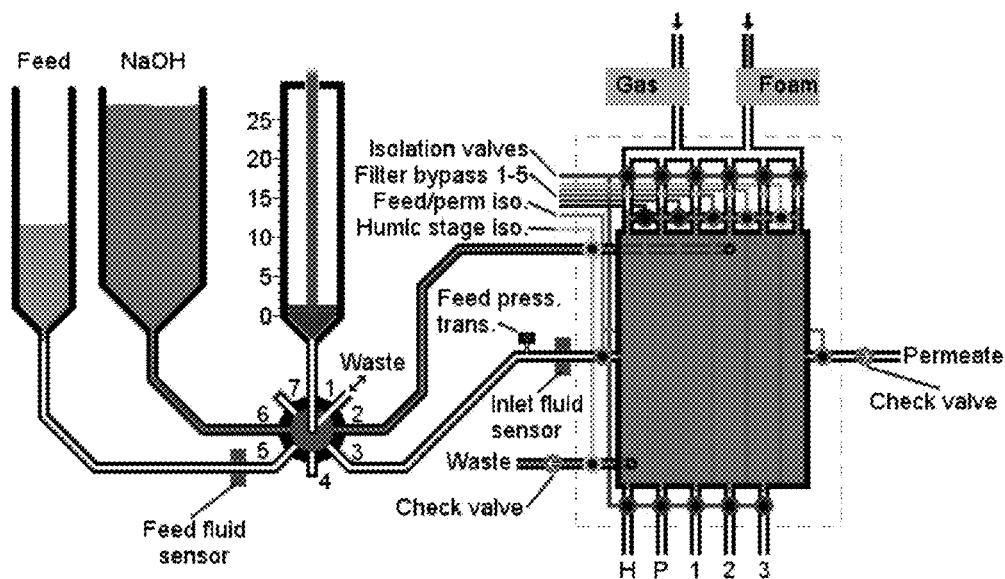 Feed
NaOH
Gas
Foam
25
20
15
10
5
0
Isolation valves
Filter bypass 1-5
Feed/perm iso.
Humic stage iso.
Feed press.
trans.
Waste
7
1
6
2
5
3
4
Inlet fluid
sensor
Permeate
Check valve
Waste
Check valve
Feed fluid
sensor
H P 1 2 3